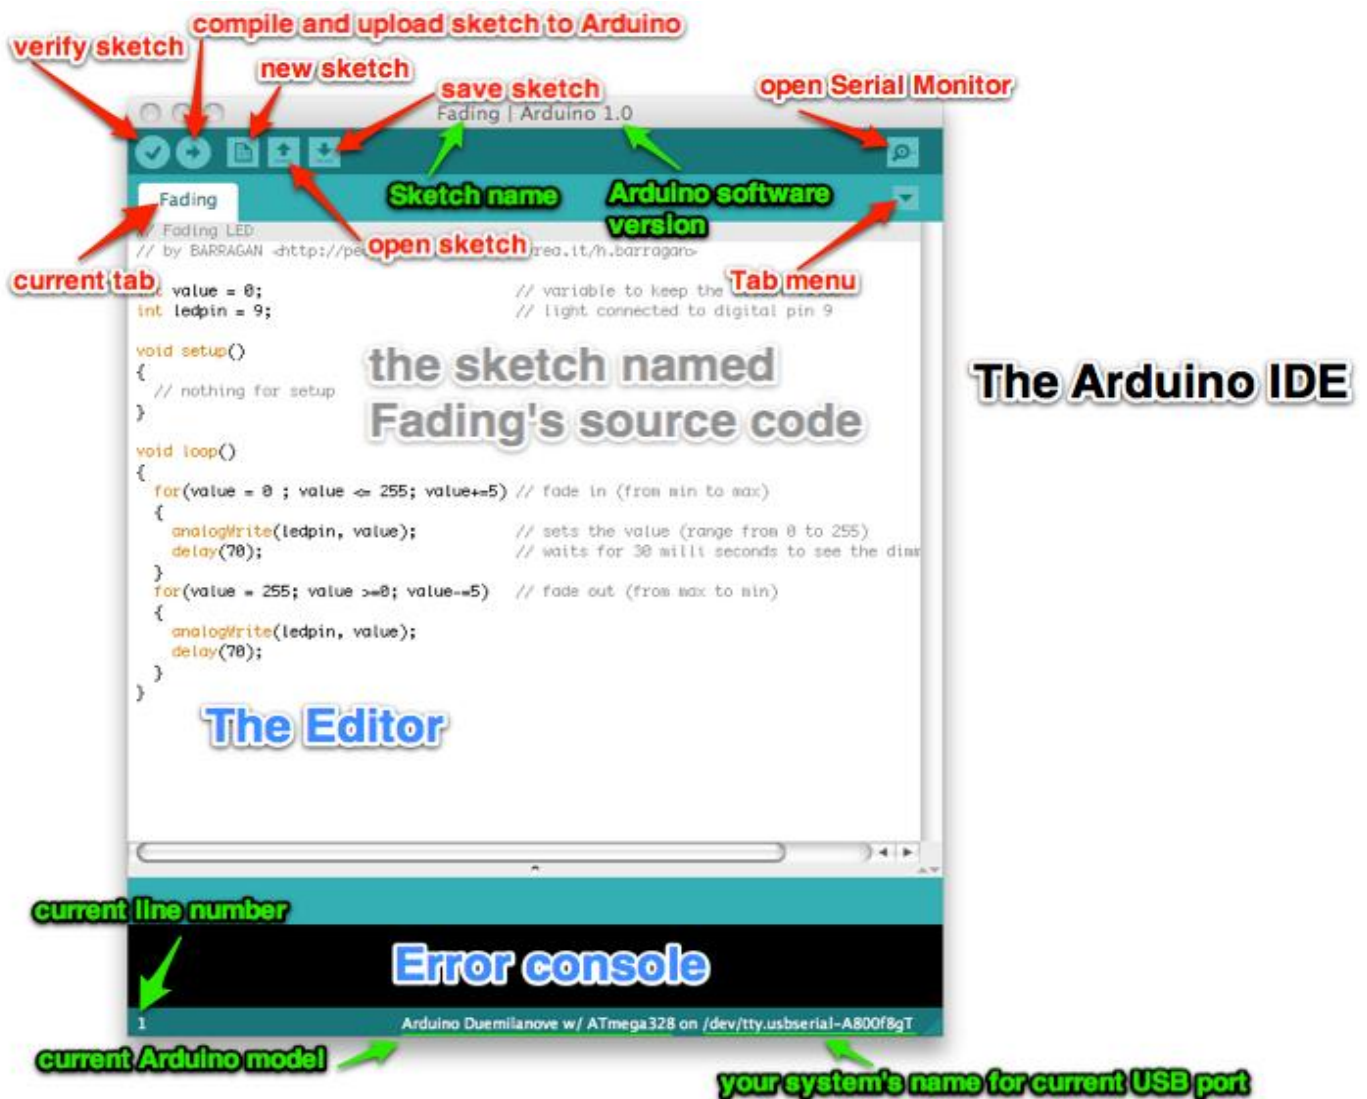 compile and upload sketch to Arduino
verify sketch
new sketch
save sketch
open Serial Monitor
Fading | Arduino 1.0
Sketch name
Arduino software
version
Fading
// Fading LED
open sketch
// by BARRAGAN <http://pe rea.it/h.barragan>
current tab
Tab menu
value = 0; // variable to keep the
int ledpin = 9; // light connected to digital pin 9
void setup()
{
// nothing for setup
}
the sketch named
Fading's source code
The Arduino IDE
void loop()
{
for(value = 0 ; value <= 255; value+=5) // fade in (from min to max)
{
analogWrite(ledpin, value); // sets the value (range from 0 to 255)
delay(70); // waits for 30 milli seconds to see the dimm
}
for(value = 255; value >=0; value-=5) // fade out (from max to min)
{
analogWrite(ledpin, value);
delay(70);
}
}
The Editor
current line number
Error console
1
Arduino Duemilanove w/ ATmega328 on /dev/tty.usbserial-A800f8gT
current Arduino model
your system's name for current USB port